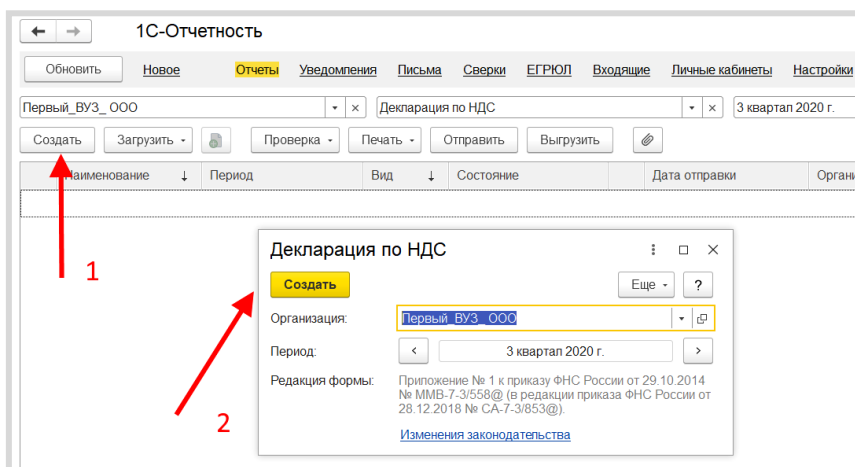 1С-Отчетность
Обновить Новое Отчеты Уведомления Письма Сверки ЕГРЮЛ Входящие Личные кабинеты Настройки
Первый_ВУЗ_ ООО Декларация по НДС 3 квартал 2020 г.
Создать Загрузить Проверка Печать Отправить Выгрузить
Наименование Период Вид Состояние Дата отправки
1
Декларация по НДС
Создать Еще ?
Организация: Первый_ВУЗ_ ООО
Период: 3 квартал 2020 г.
Редакция формы: Приложение № 1 к приказу ФНС России от 29.10.2014
№ ММВ-7-3/558@ (в редакции приказа ФНС России от
28.12.2018 № СА-7-3/853@).
2
Изменения законодательства